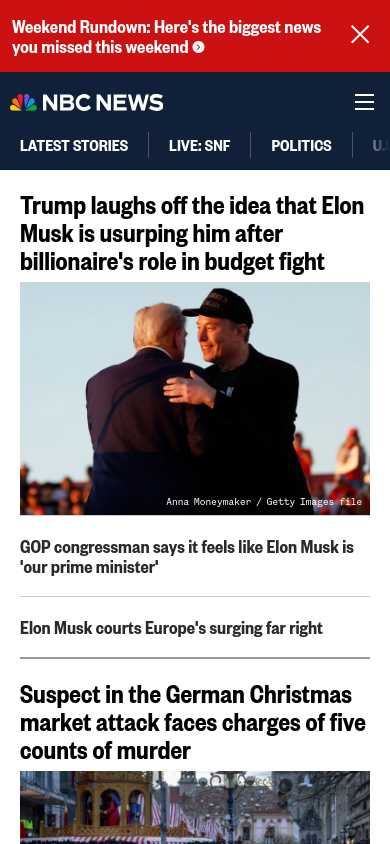 Weekend Rundown: Here's the biggest news
you missed this weekend
NBC NEWS
LATEST STORIES
LIVE: SNF
POLITICS
U.S
Trump laughs off the idea that Elon
Musk is usurping him after
billionaire's role in budget fight
Anna Moneymaker / Getty Images file
GOP congressman says it feels like Elon Musk is
'our prime minister'
Elon Musk courts Europe's surging far right
Suspect in the German Christmas
market attack faces charges of five
counts of murder